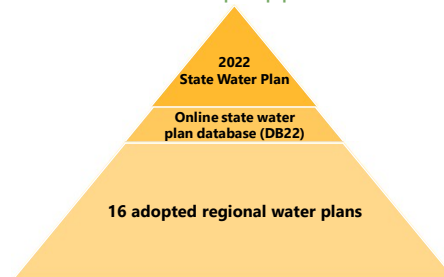 2022
State Water Plan
Online state water
plan database (DB22)
16 adopted regional water plans